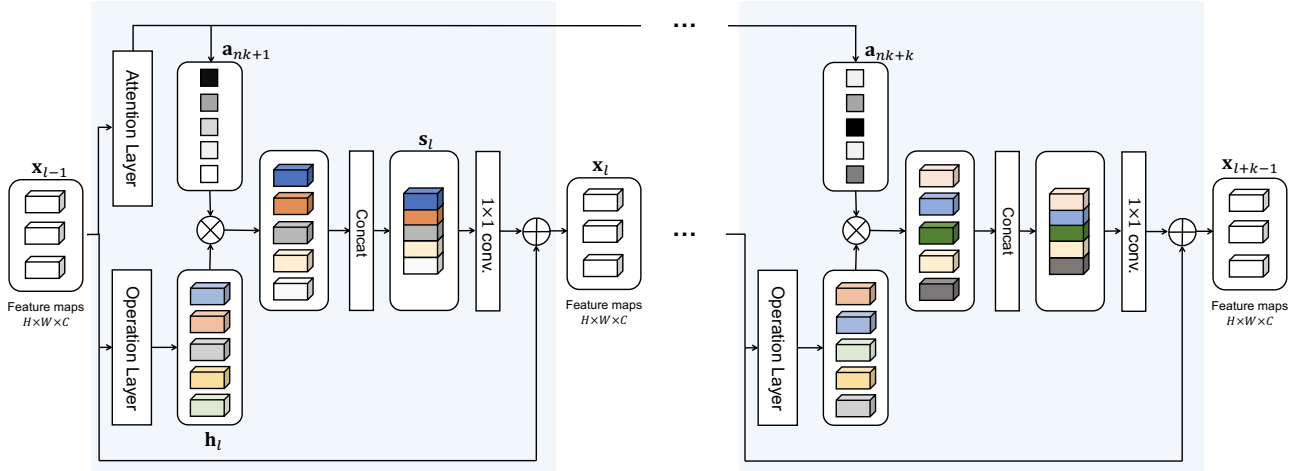 ...
𝐚_{nk+1}
𝐚_{nk+k}
Attention Layer
𝐱_{l−1}
𝐬_l
Concat
1×1 conv.
𝐱_l
Feature maps
H×W×C
Operation Layer
𝐡_l
Feature maps
H×W×C
...
Operation Layer
Concat
1×1 conv.
𝐱_{l+k−1}
Feature maps
H×W×C